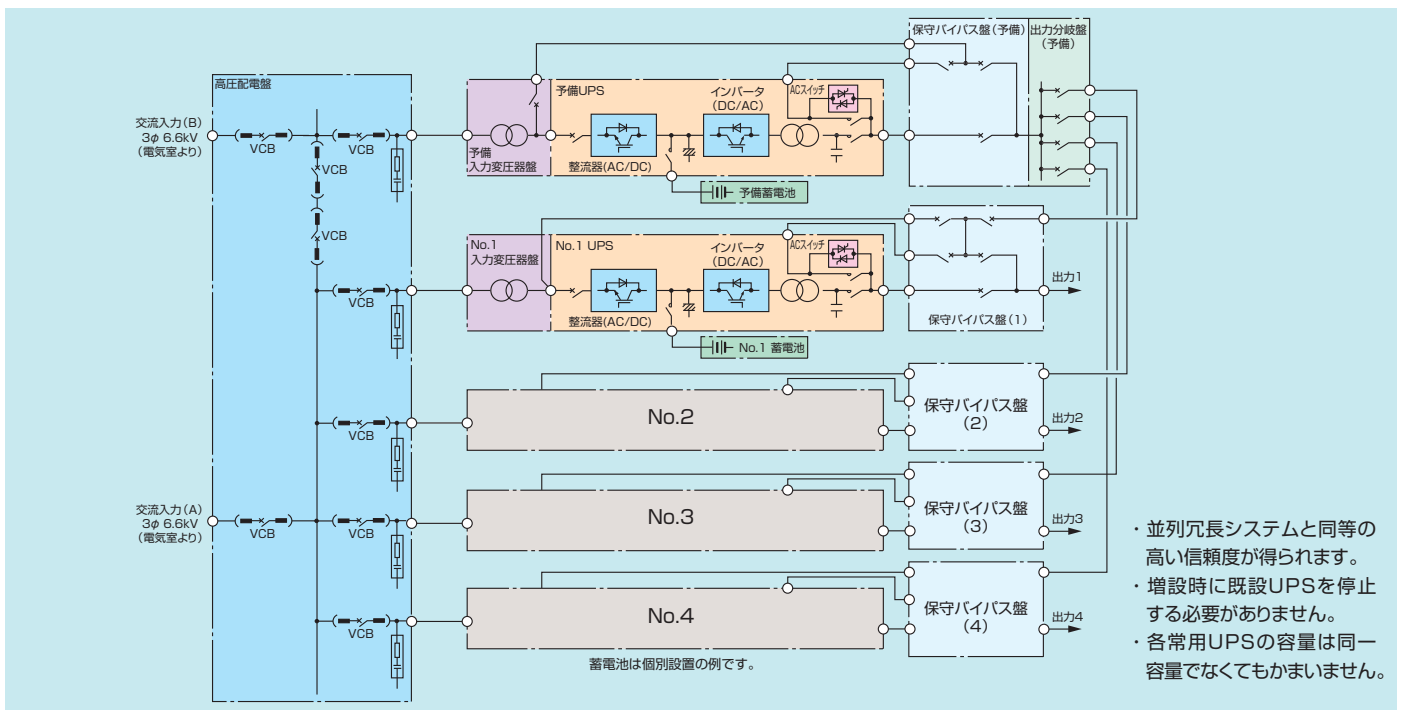 保守バイパス盤(予備)
出力分岐盤
(予備)
高圧配電盤
予備UPS
インバータ
(DC/AC)
ACスイッチ
交流入力(B)
3φ 6.6kV
(電気室より)
VCB
VCB
VCB
VCB
予備
入力変圧器盤
整流器(AC/DC)
予備蓄電池
No.1
入力変圧器盤
No.1 UPS
インバータ
(DC/AC)
ACスイッチ
VCB
整流器(AC/DC)
No.1 蓄電池
出力1
保守バイパス盤(1)
VCB
No.2
保守バイパス盤
(2)
出力2
交流入力(A)
3φ 6.6kV
(電気室より)
VCB
VCB
No.3
保守バイパス盤
(3)
出力3
VCB
No.4
保守バイパス盤
(4)
出力4
蓄電池は個別設置の例です。
・並列冗長システムと同等の
高い信頼度が得られます。
・増設時に既設UPSを停止
する必要がありません。
・各常用UPSの容量は同一
容量でなくてもかまいません。